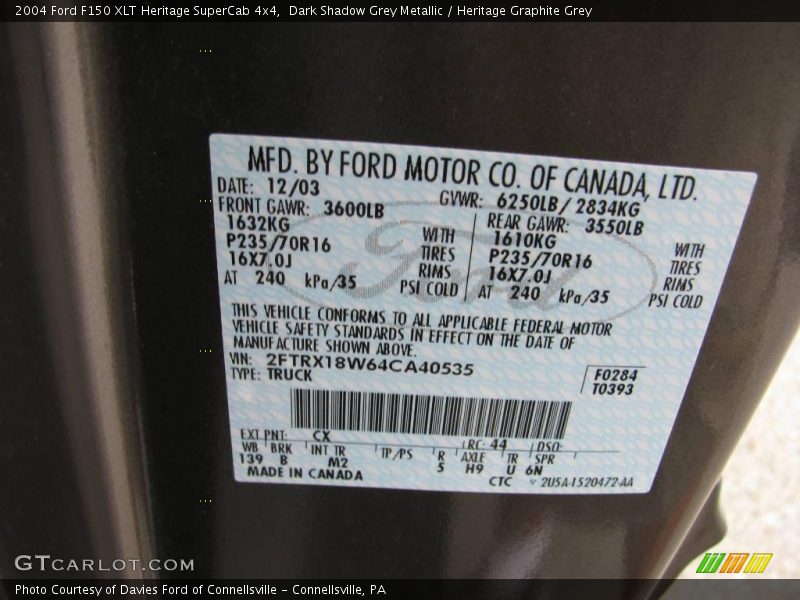 2004 Ford F150 XLT Heritage SuperCab 4x4,  Dark Shadow Grey Metallic / Heritage Graphite Grey
MFD. BY FORD MOTOR CO. OF CANADA, LTD.
DATE: 12/03 GVWR: 6250LB/ 2834KG
FRONT GAWR: 3600LB REAR GAWR: 3550LB
1632KG WITH 1610KG WITH
P235/70R16 TIRES P235/70R16 TIRES
16X7.0J RIMS 16X7.0J RIMS
AT 240 kPa/35 PSI COLD AT 240 kPa/35 PSI COLD
THIS VEHICLE CONFORMS TO ALL APPLICABLE FEDERAL MOTOR
VEHICLE SAFETY STANDARDS IN EFFECT ON THE DATE OF
MANUFACTURE SHOWN ABOVE.
VIN: 2FTRX18W64CA40535 F0284
TYPE: TRUCK T0393
EXT PNT: CX RC: 44 DSO:
WB BRK INT TR TP/PS R AXLE TR SPR
139 B M2 5 H9 U 6N
MADE IN CANADA CTC 2U5A-1520472-AA
Ford
GTCARLOT.COM
Photo Courtesy of Davies Ford of Connellsville - Connellsville, PA